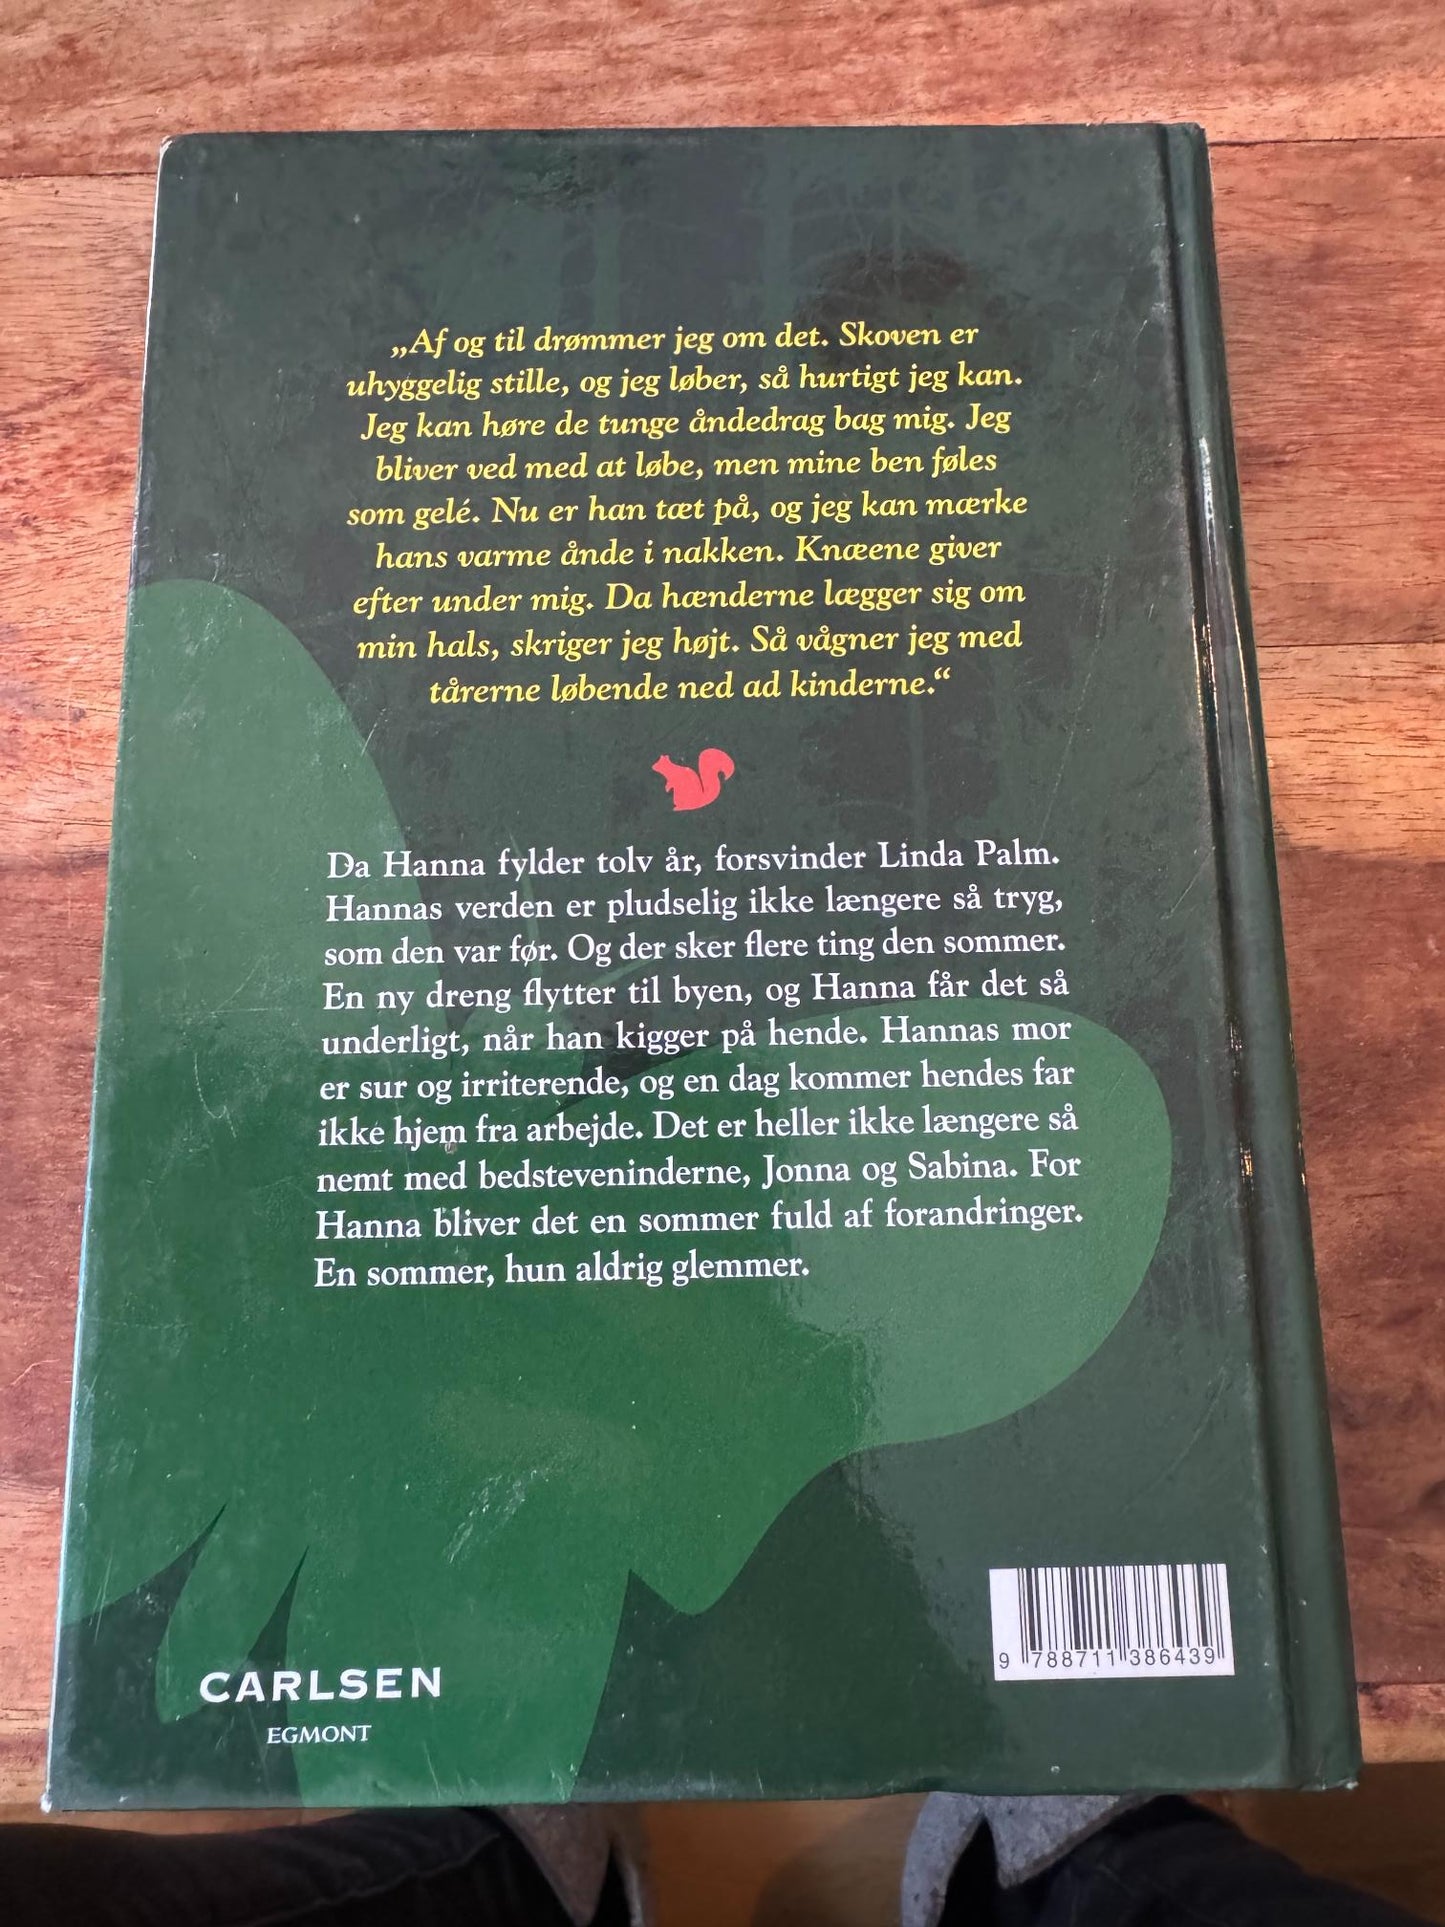 „Af og til drømmer jeg om det. Skoven er
uhyggelig stille, og jeg løber, så hurtigt jeg kan.
Jeg kan høre de tunge åndedrag bag mig. Jeg
bliver ved med at løbe, men mine ben føles
som gelé. Nu er han tæt på, og jeg kan mærke
hans varme ånde i nakken. Knæene giver
efter under mig. Da hænderne lægger sig om
min hals, skriger jeg højt. Så vågner jeg med
tårerne løbende ned ad kinderne.“
Da Hanna fylder tolv år, forsvinder Linda Palm.
Hannas verden er pludselig ikke længere så tryg,
som den var før. Og der sker flere ting den sommer.
En ny dreng flytter til byen, og Hanna får det så
underligt, når han kigger på hende. Hannas mor
er sur og irriterende, og en dag kommer hendes far
ikke hjem fra arbejde. Det er heller ikke længere så
nemt med bedsteveninderne, Jonna og Sabina. For
Hanna bliver det en sommer fuld af forandringer.
En sommer, hun aldrig glemmer.
9 788711 386439
CARLSEN
EGMONT